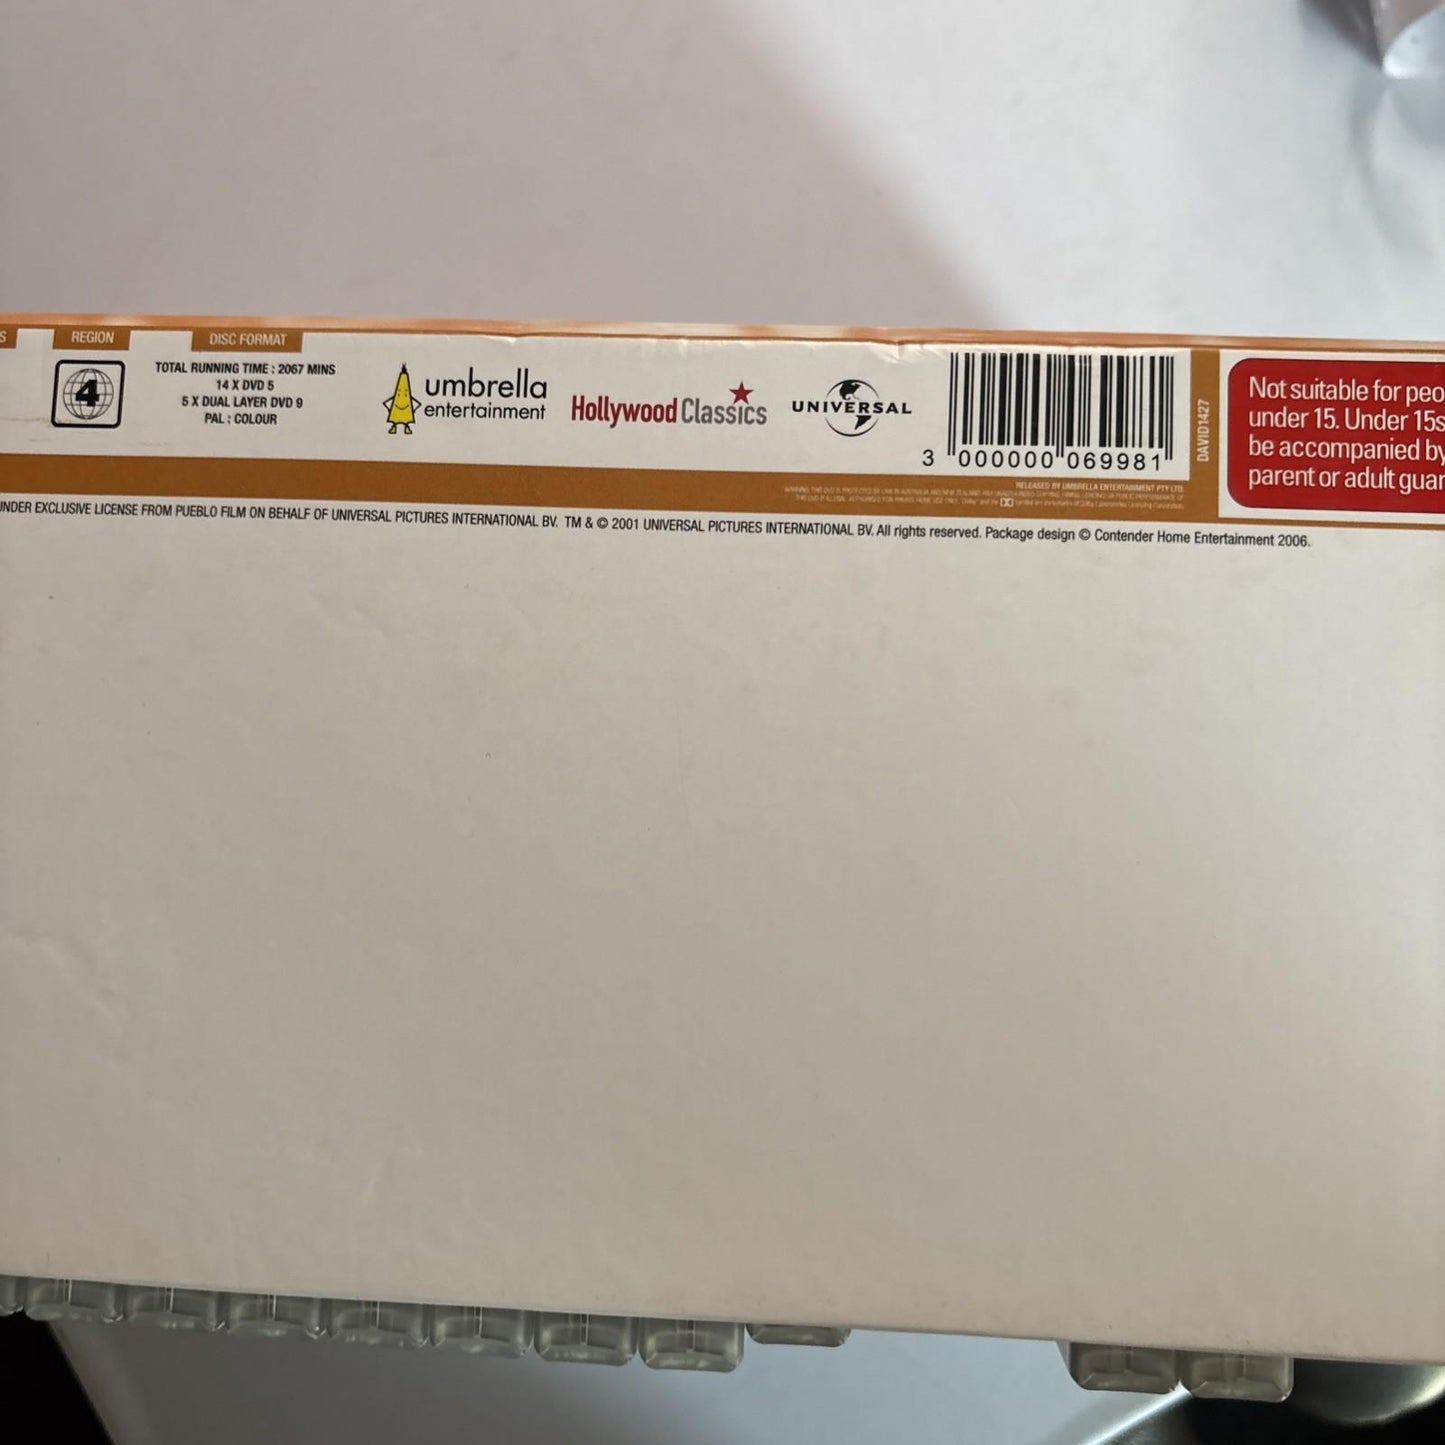 S
REGION
DISC FORMAT
4
TOTAL RUNNING TIME : 2067 MINS
14 X DVD 5
5 X DUAL LAYER DVD 9
PAL : COLOUR
umbrella
entertainment
Hollywood Classics
UNIVERSAL
3 000000 069981
DAVID1427
Not suitable for peo
under 15. Under 15s
be accompanied by
parent or adult guar
RELEASED BY UMBRELLA ENTERTAINMENT PTY LTD.
UNDER EXCLUSIVE LICENSE FROM PUEBLO FILM ON BEHALF OF UNIVERSAL PICTURES INTERNATIONAL BV. TM & © 2001 UNIVERSAL PICTURES INTERNATIONAL BV. All rights reserved. Package design © Contender Home Entertainment 2006.